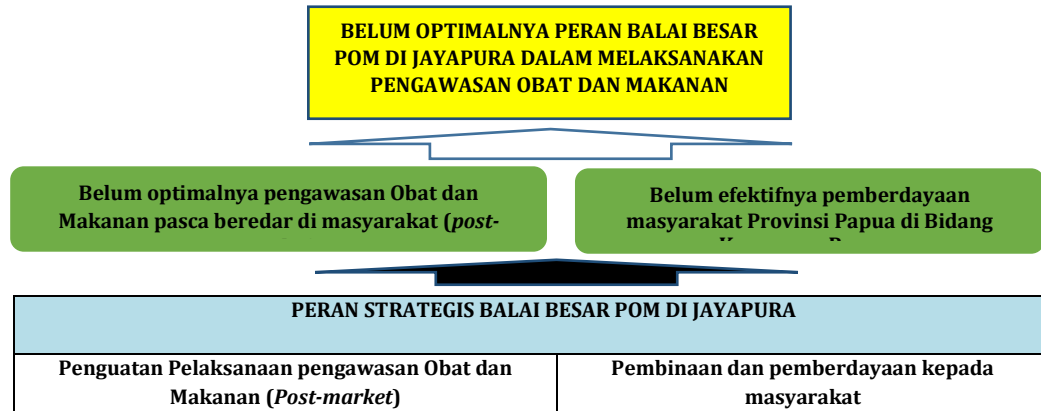 BELUM OPTIMALNYA PERAN BALAI BESAR
POM DI JAYAPURA DALAM MELAKSANAKAN
PENGAWASAN OBAT DAN MAKANAN
Belum optimalnya pengawasan Obat dan
Makanan pasca beredar di masyarakat (post-
Belum efektifnya pemberdayaan
masyarakat Provinsi Papua di Bidang
PERAN STRATEGIS BALAI BESAR POM DI JAYAPURA
Penguatan Pelaksanaan pengawasan Obat dan
Makanan (Post-market)
Pembinaan dan pemberdayaan kepada
masyarakat